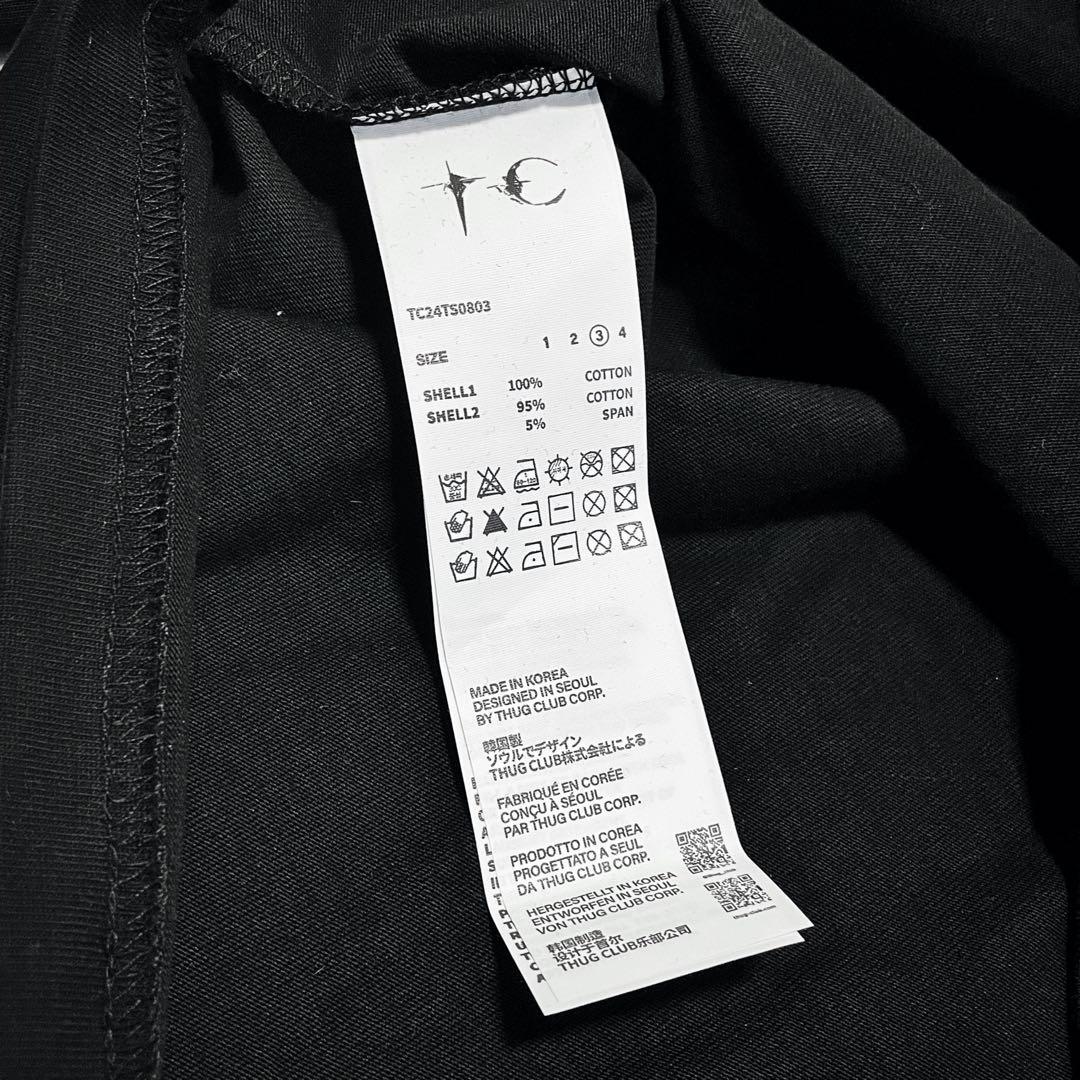 TC
TC24TS0803
SIZE 1 2 3 4
SHELL1 100% COTTON
SHELL2 95% COTTON
5% SPAN
MADE IN KOREA
DESIGNED IN SEOUL
BY THUG CLUB CORP.
韓国製
ソウルでデザイン
THUG CLUB株式会社による
FABRIQUÉ EN CORÉE
CONÇU À SÉOUL
PAR THUG CLUB CORP.
PRODOTTO IN COREA
PROGETTATO A SEUL
DA THUG CLUB CORP.
HERGESTELLT IN KOREA
ENTWORFEN IN SEOUL
VON THUG CLUB CORP.
thug-club.com
韩国制造
设计于首尔
THUG CLUB乐部公司